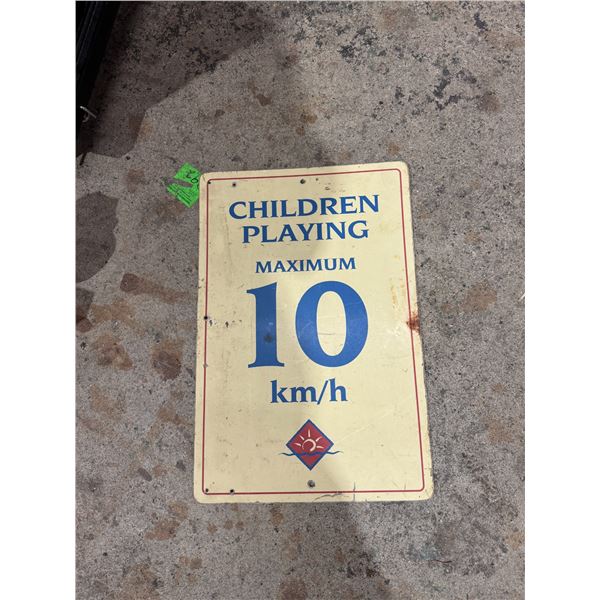 CHILDREN
PLAYING
MAXIMUM
10
km/h